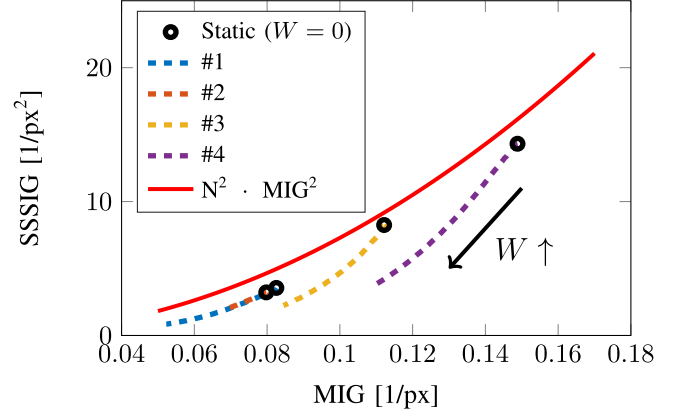 SSSIG [1/px²]
20
10
0
Static (W = 0)
#1
#2
#3
#4
N² · MIG²
W ↑
0.04 0.06 0.08 0.1 0.12 0.14 0.16 0.18
MIG [1/px]